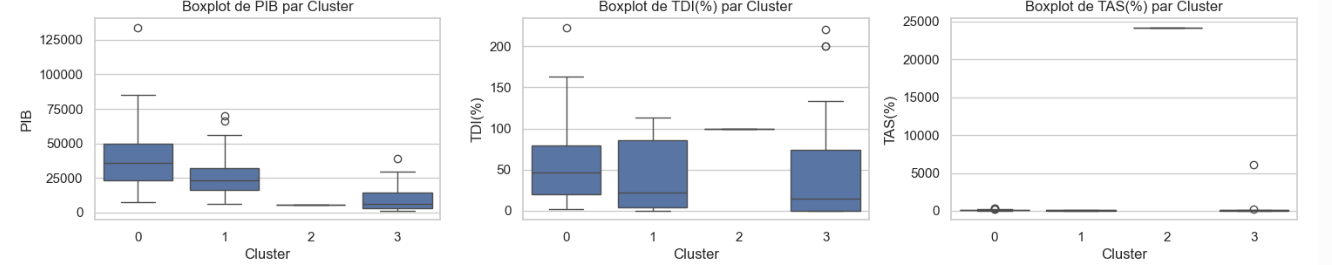 Boxplot de PIB par Cluster
125000
100000
75000
50000
25000
0
PIB
0 1 2 3
Cluster
Boxplot de TDI(%) par Cluster
200
150
100
50
0
TDI(%)
0 1 2 3
Cluster
Boxplot de TAS(%) par Cluster
25000
20000
15000
10000
5000
0
TAS(%)
0 1 2 3
Cluster